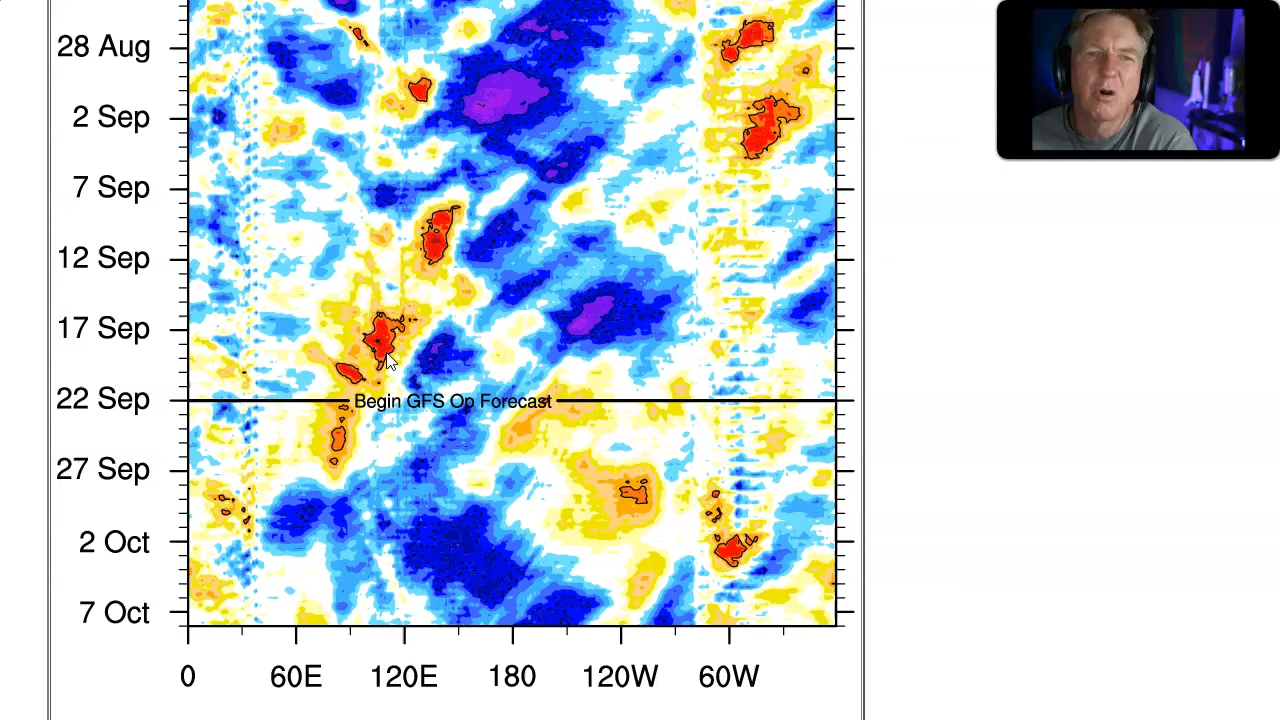 28 Aug
2 Sep
7 Sep
12 Sep
17 Sep
22 Sep
Begin GFS Op Forecast
27 Sep
2 Oct
7 Oct
0 60E 120E 180 120W 60W